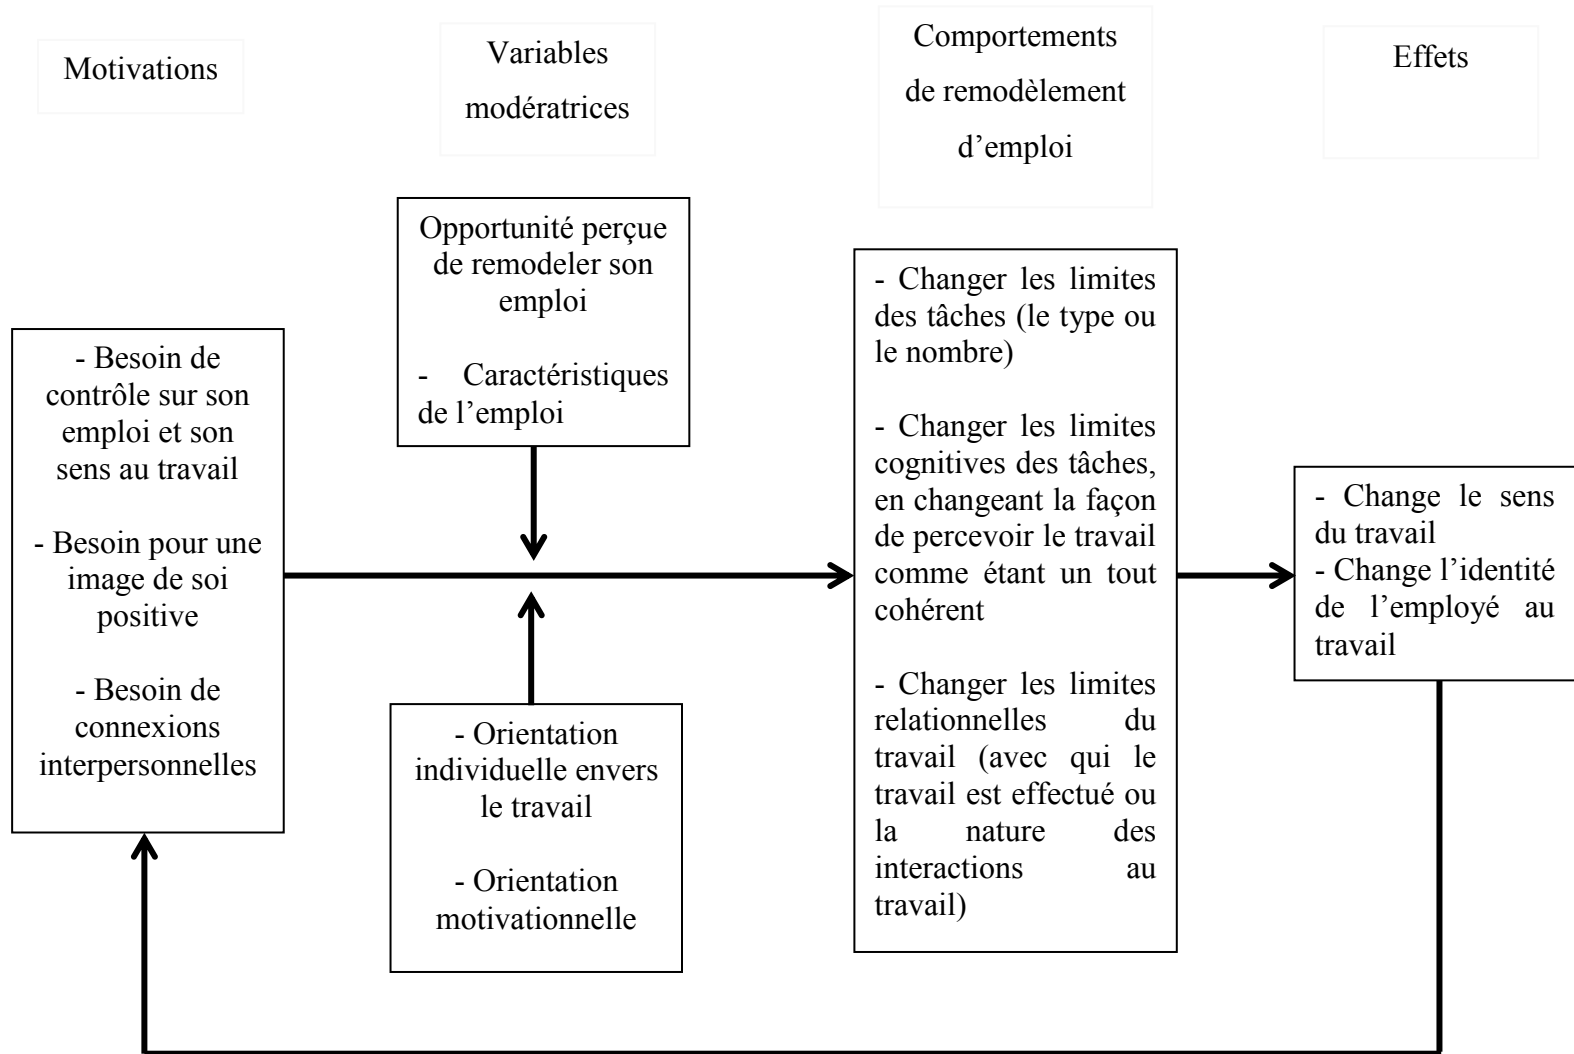 Motivations
Variables
modératrices
Comportements
de remodèlement
d’emploi
Effets
- Besoin de
contrôle sur son
emploi et son
sens au travail
- Besoin pour une
image de soi
positive
- Besoin de
connexions
interpersonnelles
Opportunité perçue
de remodeler son
emploi
- Caractéristiques
de l’emploi
- Orientation
individuelle envers
le travail
- Orientation
motivationnelle
- Changer les limites
des tâches (le type ou
le nombre)
- Changer les limites
cognitives des tâches,
en changeant la façon
de percevoir le travail
comme étant un tout
cohérent
- Changer les limites
relationnelles du
travail (avec qui le
travail est effectué ou
la nature des
interactions au
travail)
- Change le sens
du travail
- Change l’identité
de l’employé au
travail